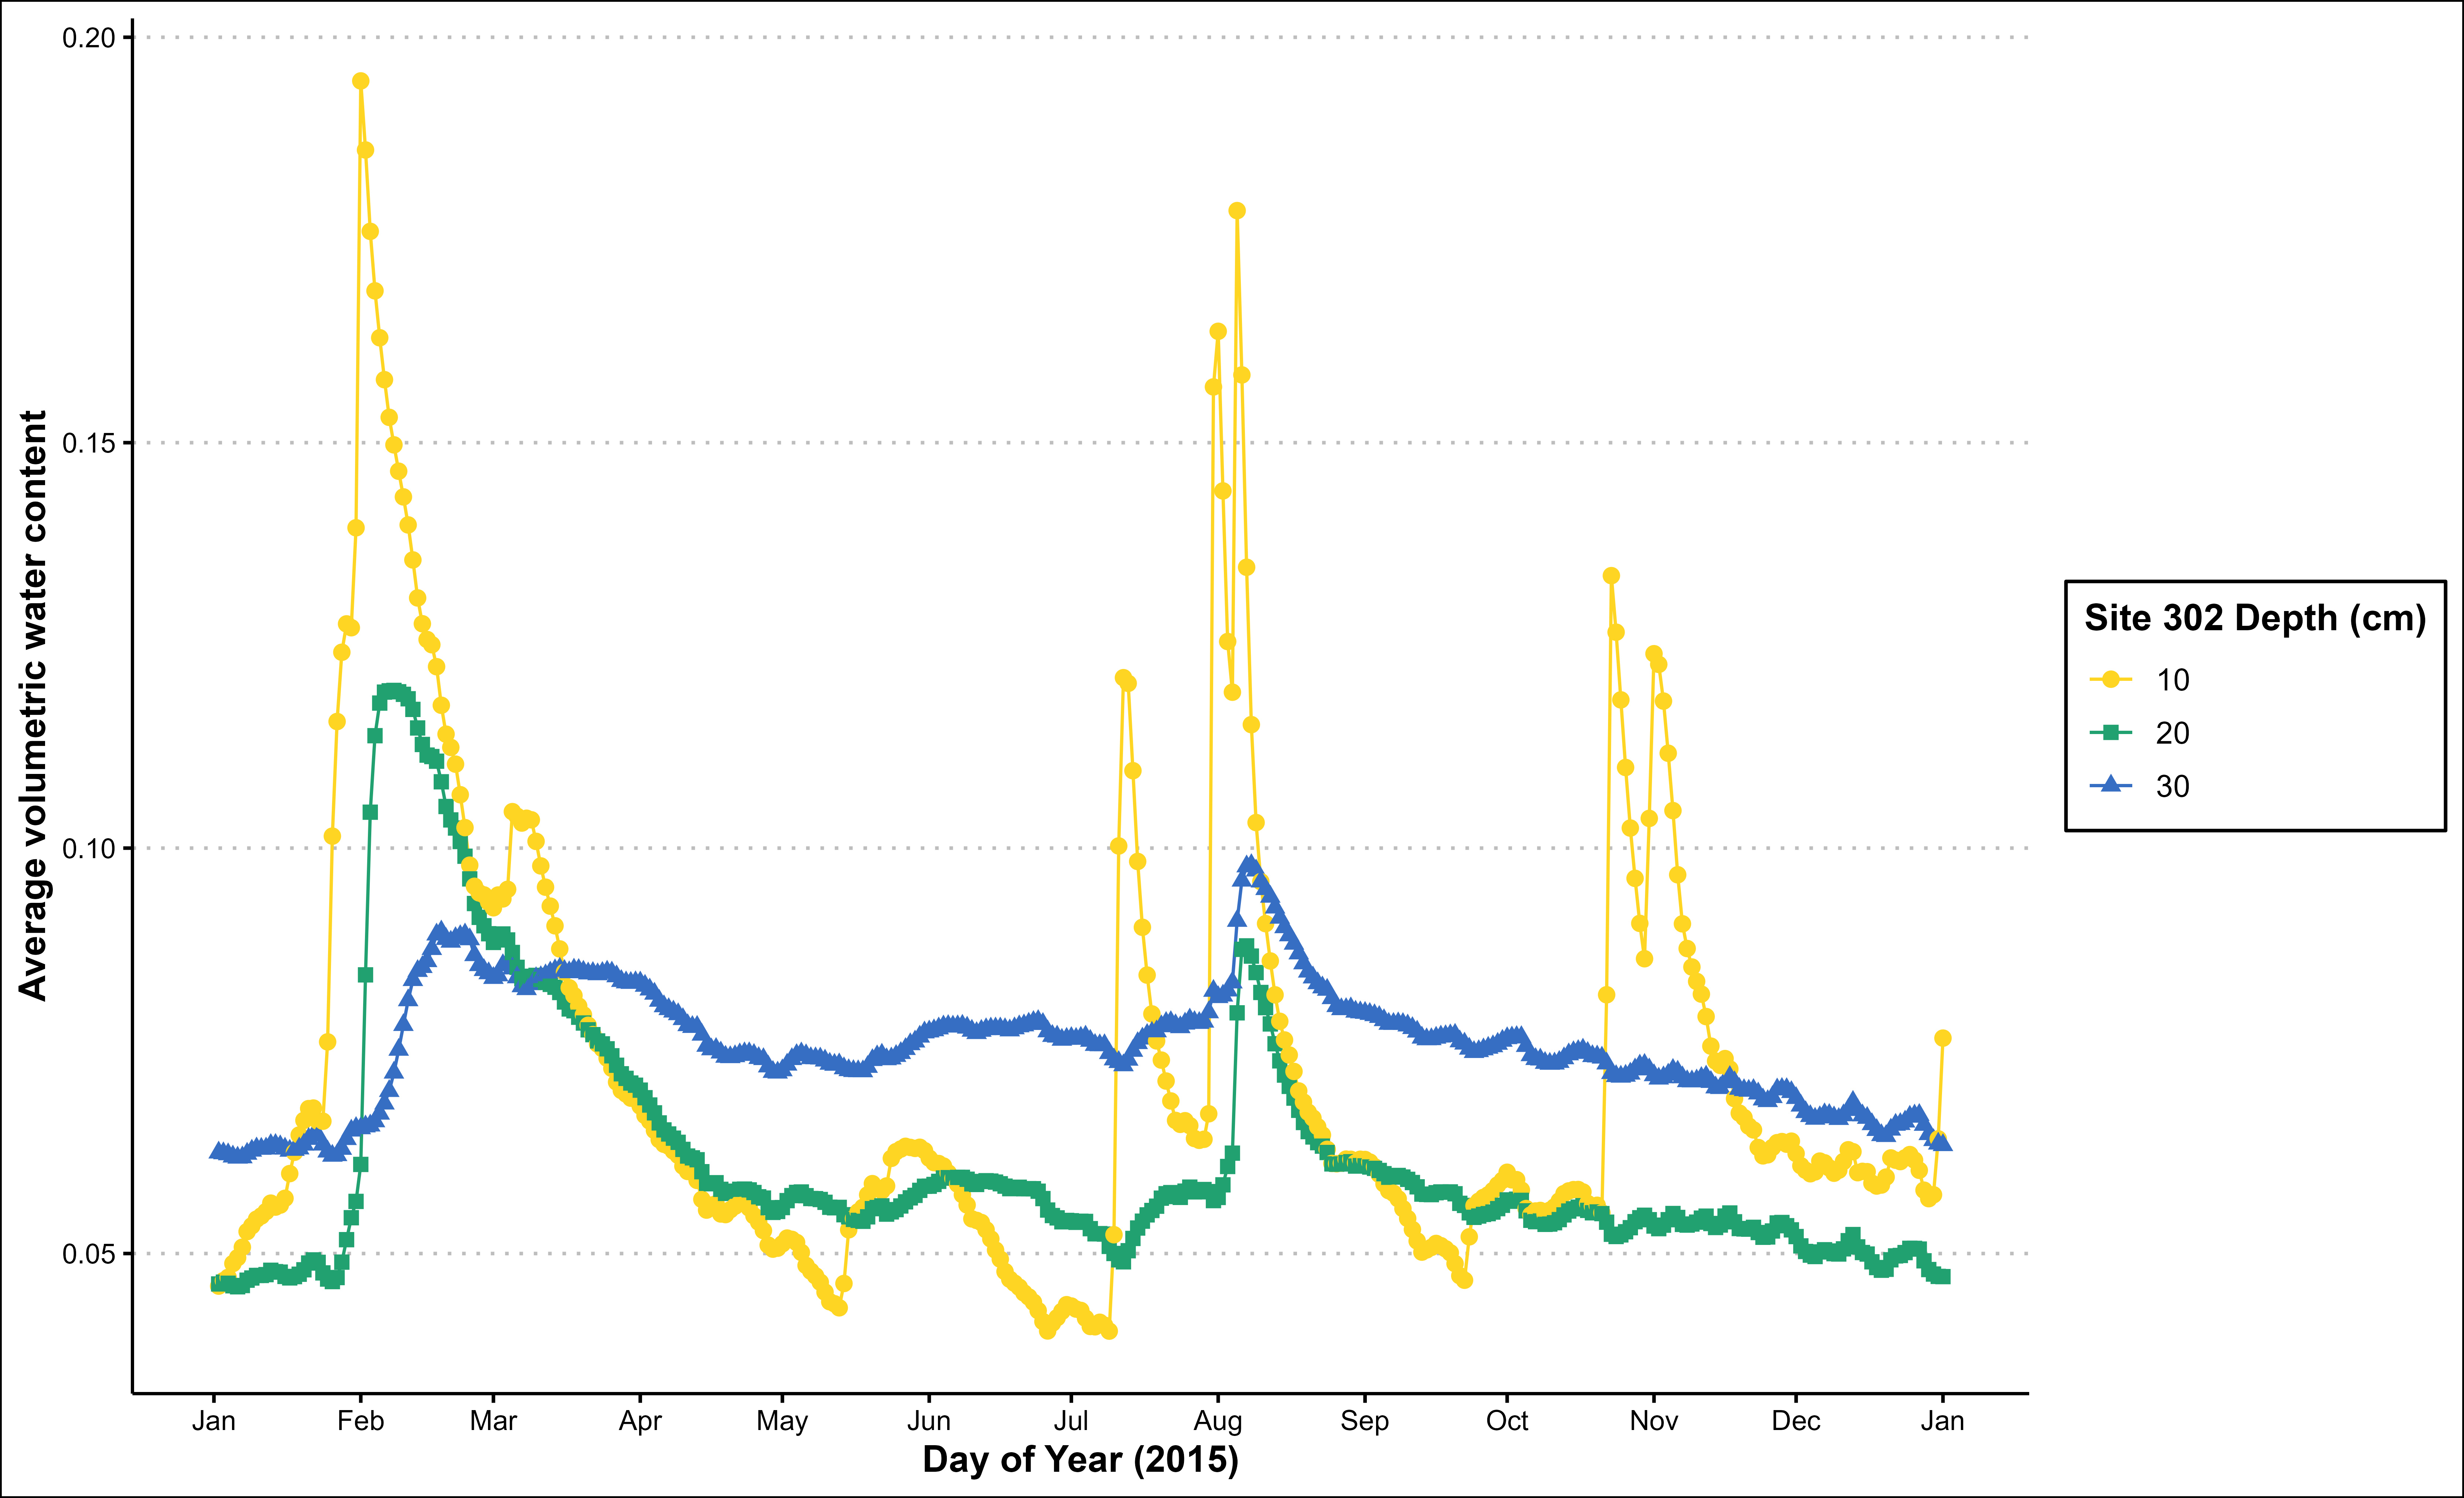 Average volumetric water content
0.20
0.15
0.10
0.05
Jan Feb Mar Apr May Jun Jul Aug Sep Oct Nov Dec Jan
Day of Year (2015)
Site 302 Depth (cm)
10
20
30